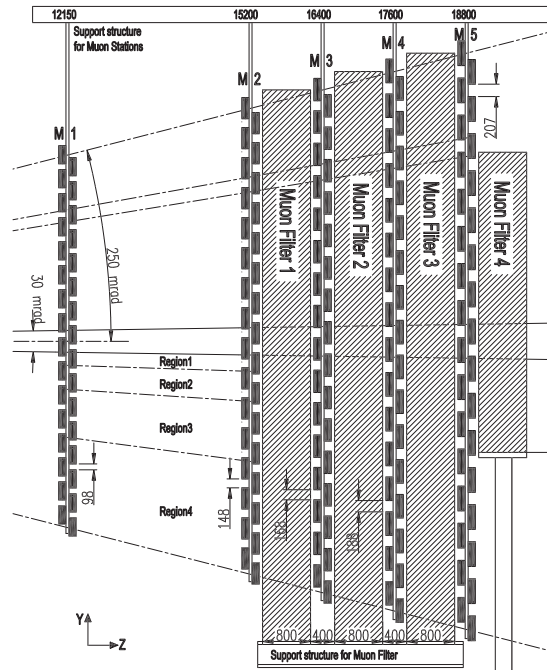 12150 15200 16400 17600 18800
Support structure
for Muon Stations
M 1
M 2
M 3
M 4
M 5
207
Muon Filter 1
Muon Filter 2
Muon Filter 3
Muon Filter 4
250 mrad
30 mrad
Region1
Region2
Region3
Region4
98
148
158
188
Y
Z
800 400 800 400 800
Support structure for Muon Filter